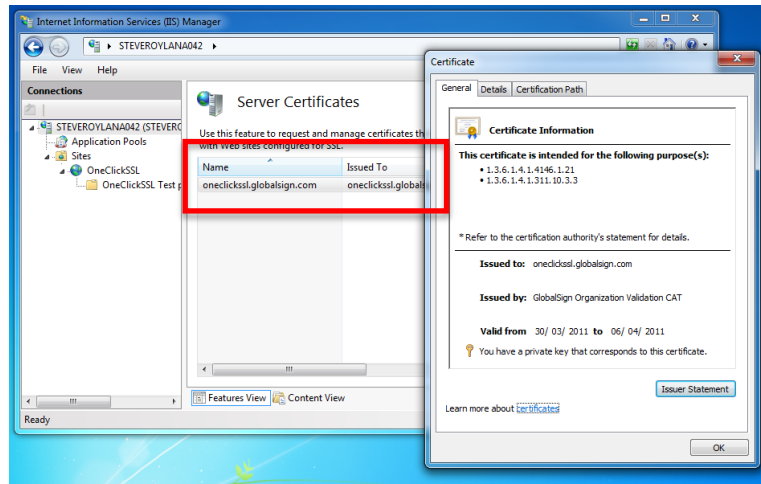 Internet Information Services (IIS) Manager
STEVEROYLANA042
File View Help
Connections
STEVEROYLANA042 (STEVERC
Application Pools
Sites
OneClickSSL
OneClickSSL Test p
Server Certificates
Use this feature to request and manage certificates th
with Web sites configured for SSL.
Name Issued To
oneclickssl.globalsign.com oneclickssl.globals
Features View Content View
Ready
Certificate
General Details Certification Path
Certificate Information
This certificate is intended for the following purpose(s):
• 1.3.6.1.4.1.4146.1.21
• 1.3.6.1.4.1.311.10.3.3
* Refer to the certification authority's statement for details.
Issued to: oneclickssl.globalsign.com
Issued by: GlobalSign Organization Validation CAT
Valid from 30/ 03/ 2011 to 06/ 04/ 2011
You have a private key that corresponds to this certificate.
Issuer Statement
Learn more about certificates
OK